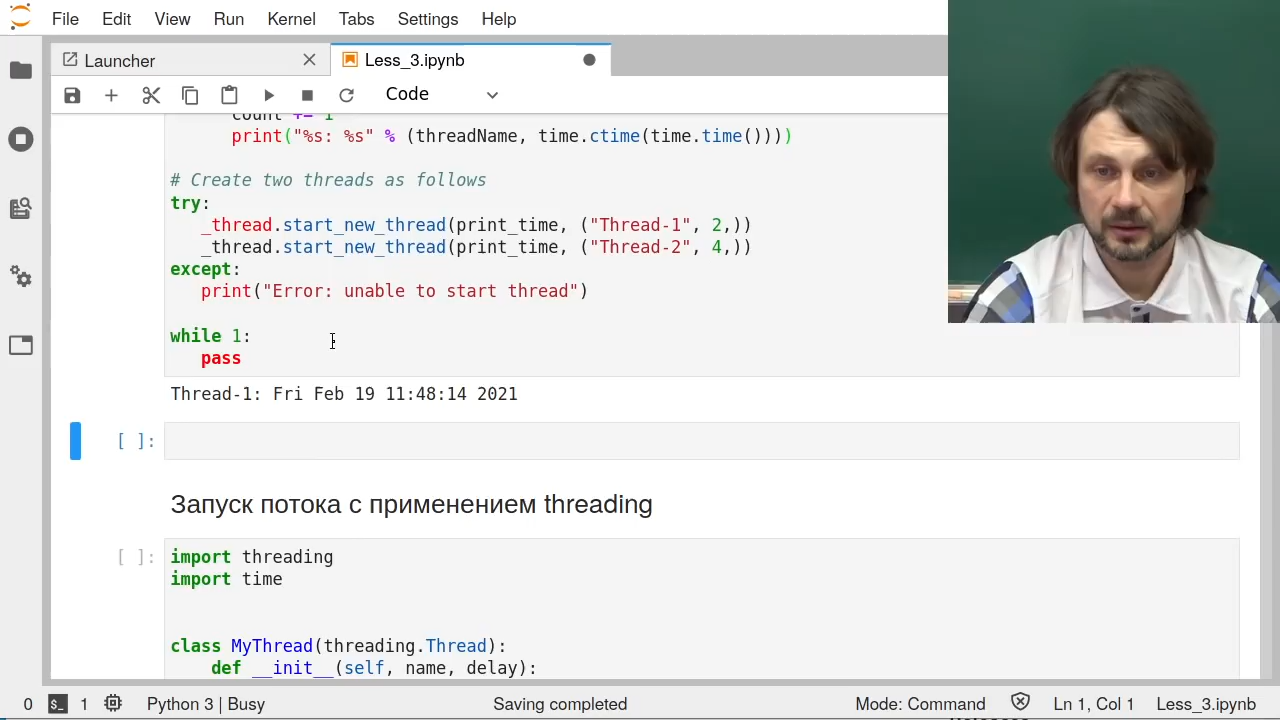 File Edit View Run Kernel Tabs Settings Help
Launcher
Less_3.ipynb
Code
count += 1
print("%s: %s" % (threadName, time.ctime(time.time())))
# Create two threads as follows
try:
_thread.start_new_thread(print_time, ("Thread-1", 2,))
_thread.start_new_thread(print_time, ("Thread-2", 4,))
except:
print("Error: unable to start thread")
while 1:
pass
Thread-1: Fri Feb 19 11:48:14 2021
[ ]:
Запуск потока с применением threading
[ ]:
import threading
import time
class MyThread(threading.Thread):
def __init__(self, name, delay):
0 $_ 1 Python 3 | Busy Saving completed Mode: Command Ln 1, Col 1 Less_3.ipynb